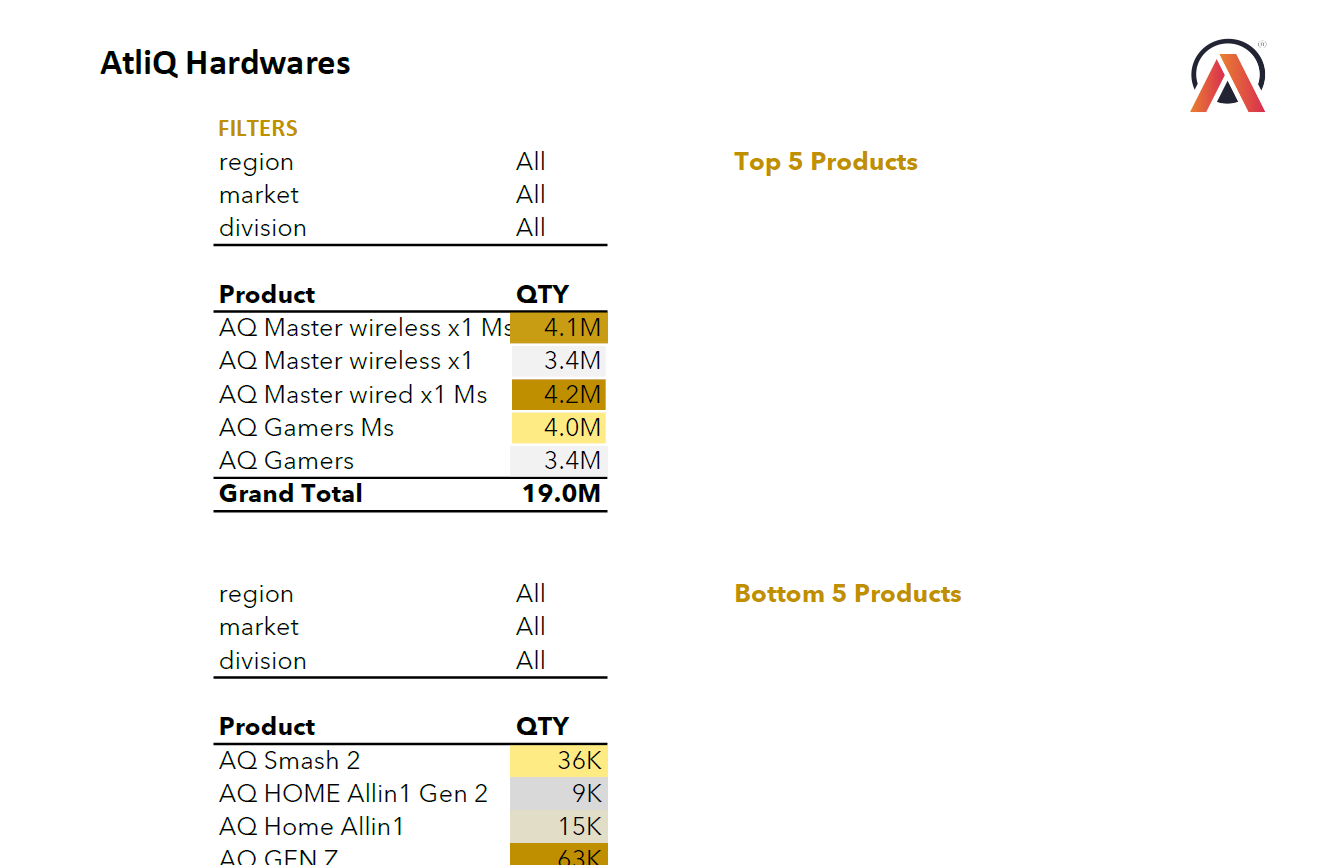 AtliQ Hardwares
FILTERS
region All Top 5 Products
market All
division All
Product QTY
AQ Master wireless x1 Ms 4.1M
AQ Master wireless x1 3.4M
AQ Master wired x1 Ms 4.2M
AQ Gamers Ms 4.0M
AQ Gamers 3.4M
Grand Total 19.0M
region All Bottom 5 Products
market All
division All
Product QTY
AQ Smash 2 36K
AQ HOME Allin1 Gen 2 9K
AQ Home Allin1 15K
AQ GEN Z 63K